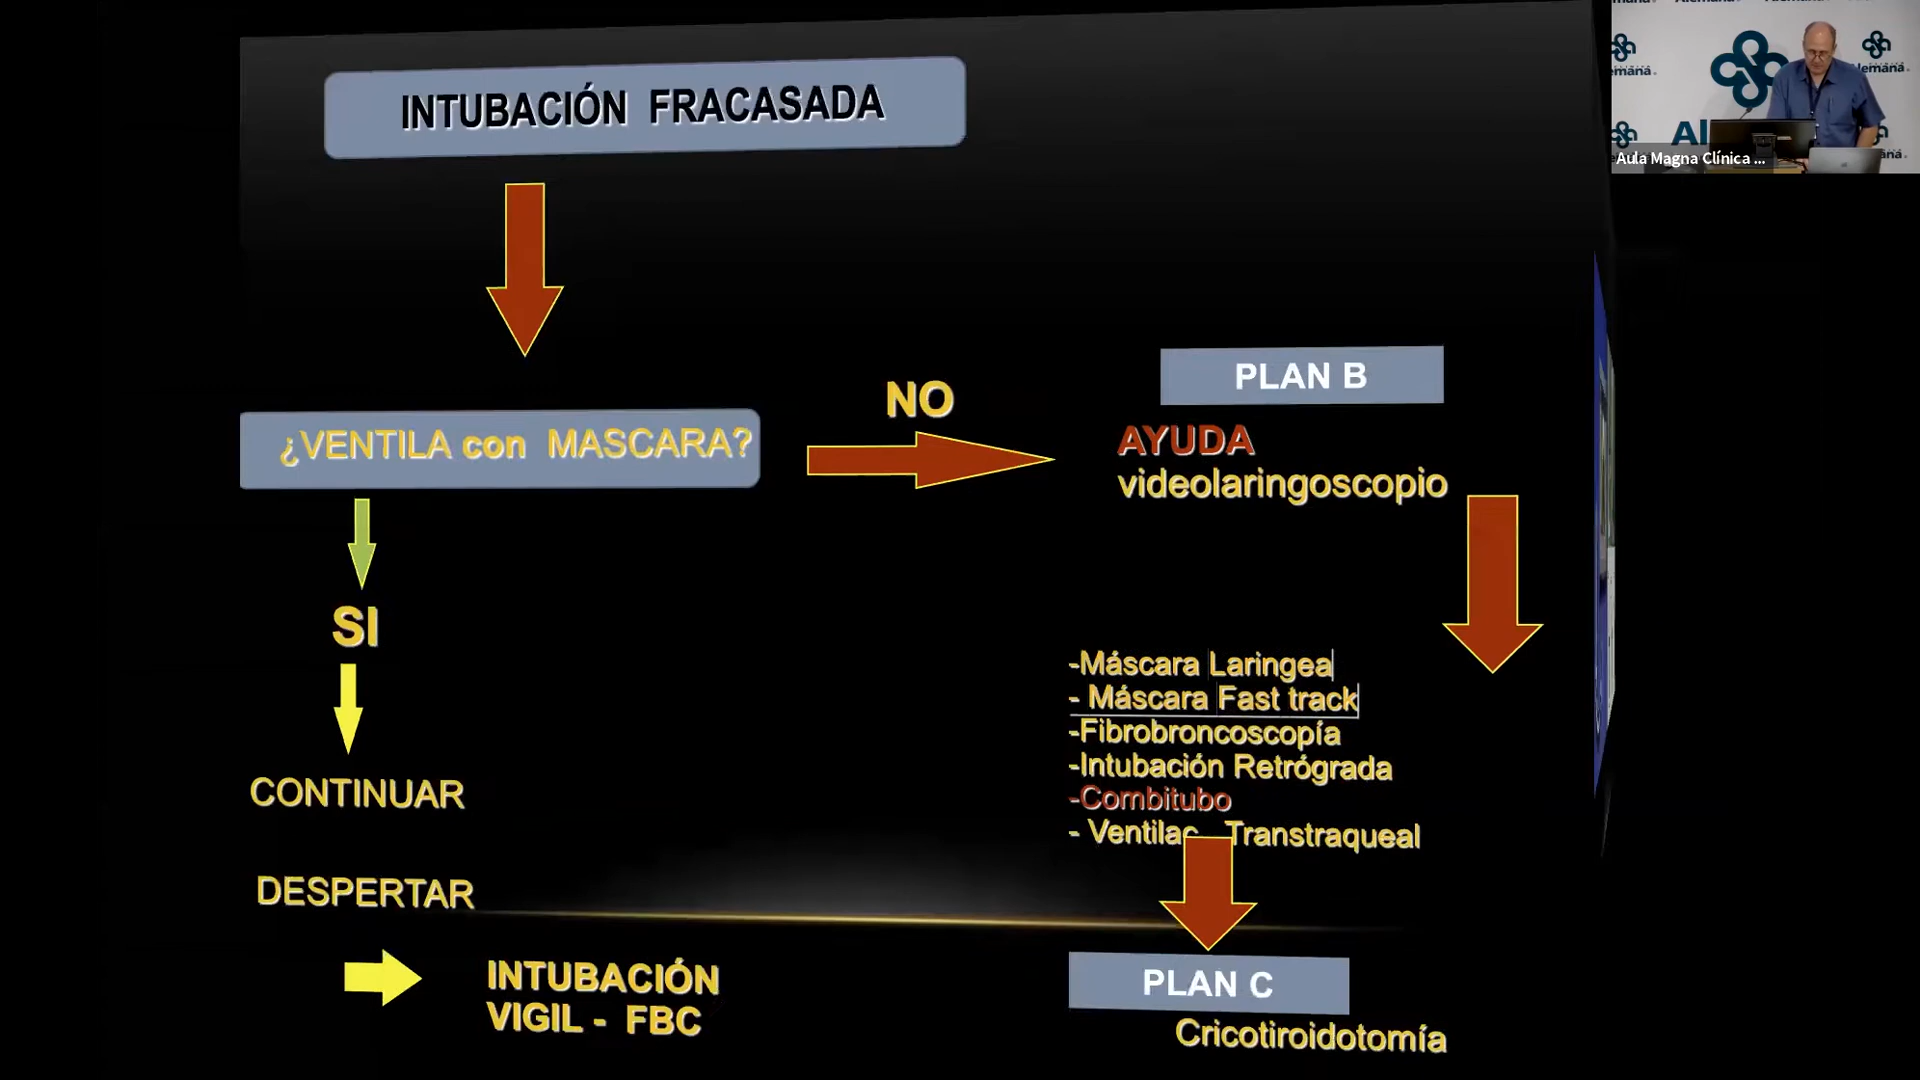 INTUBACIÓN FRACASADA
¿VENTILA con MASCARA?
NO
PLAN B
AYUDA
videolaringoscopio
SI
CONTINUAR
DESPERTAR
INTUBACIÓN
VIGIL - FBC
-Máscara Laringea
- Máscara Fast track
-Fibrobroncoscopía
-Intubación Retrógrada
-Combitubo
- Ventilac Transtraqueal
PLAN C
Cricotiroidotomía
Alemana
Aula Magna Clínica ...